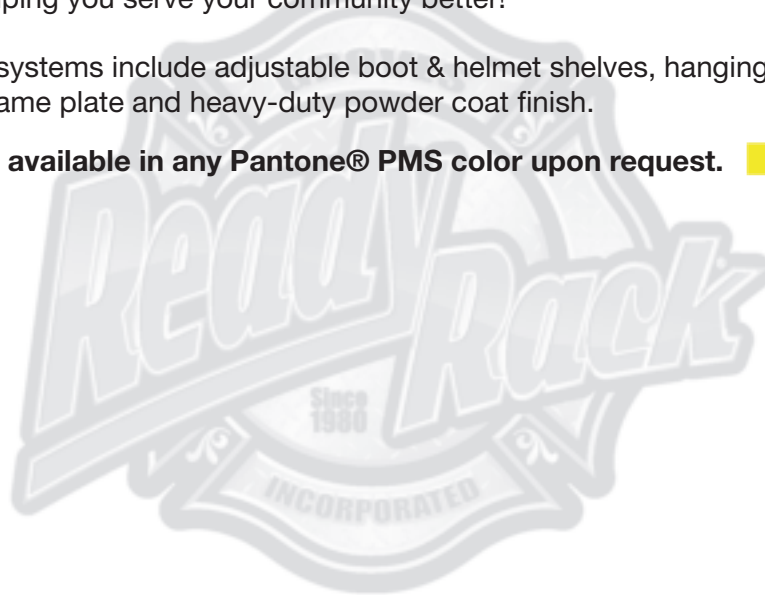 ping you serve your community better!
systems include adjustable boot & helmet shelves, hanging
ame plate and heavy-duty powder coat finish.
available in any Pantone® PMS color upon request.
Ready
Rack
Since
1980
INCORPORATED